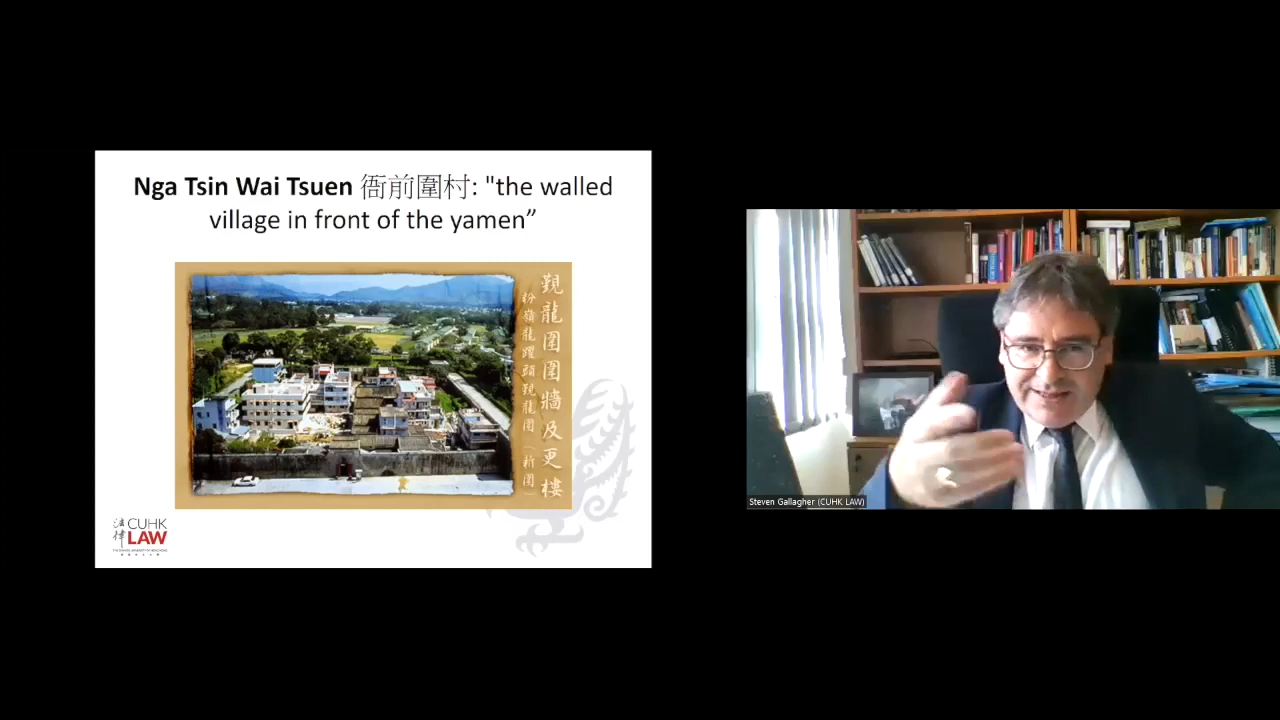 Nga Tsin Wai Tsuen 衙前圍村: "the walled
village in front of the yamen”
覲龍圍圍牆及更樓
粉嶺龍躍頭覲龍圍（新圍）
法律
CUHK
LAW
Steven Gallagher (CUHK LAW)